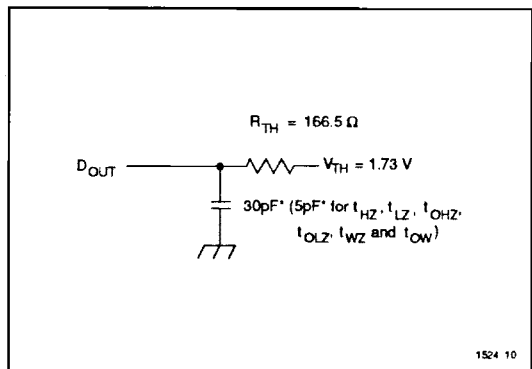 R_TH = 166.5 Ω
D_OUT
V_TH = 1.73 V
30pF* (5pF* for t_HZ, t_LZ, t_OHZ,
t_OLZ, t_WZ and t_OW)
1524 10